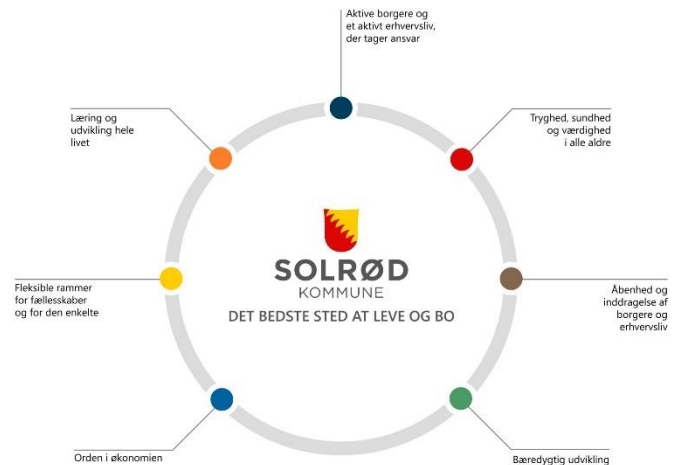 Aktive borgere og
et aktivt erhvervsliv,
der tager ansvar
Læring og
udvikling hele
livet
Tryghed, sundhed
og værdighed
i alle aldre
SOLRØD
KOMMUNE
DET BEDSTE STED AT LEVE OG BO
Fleksible rammer
for fællesskaber
og for den enkelte
Åbenhed og
inddragelse af
borgere og
erhvervsliv
Orden i økonomien
Bæredygtig udvikling